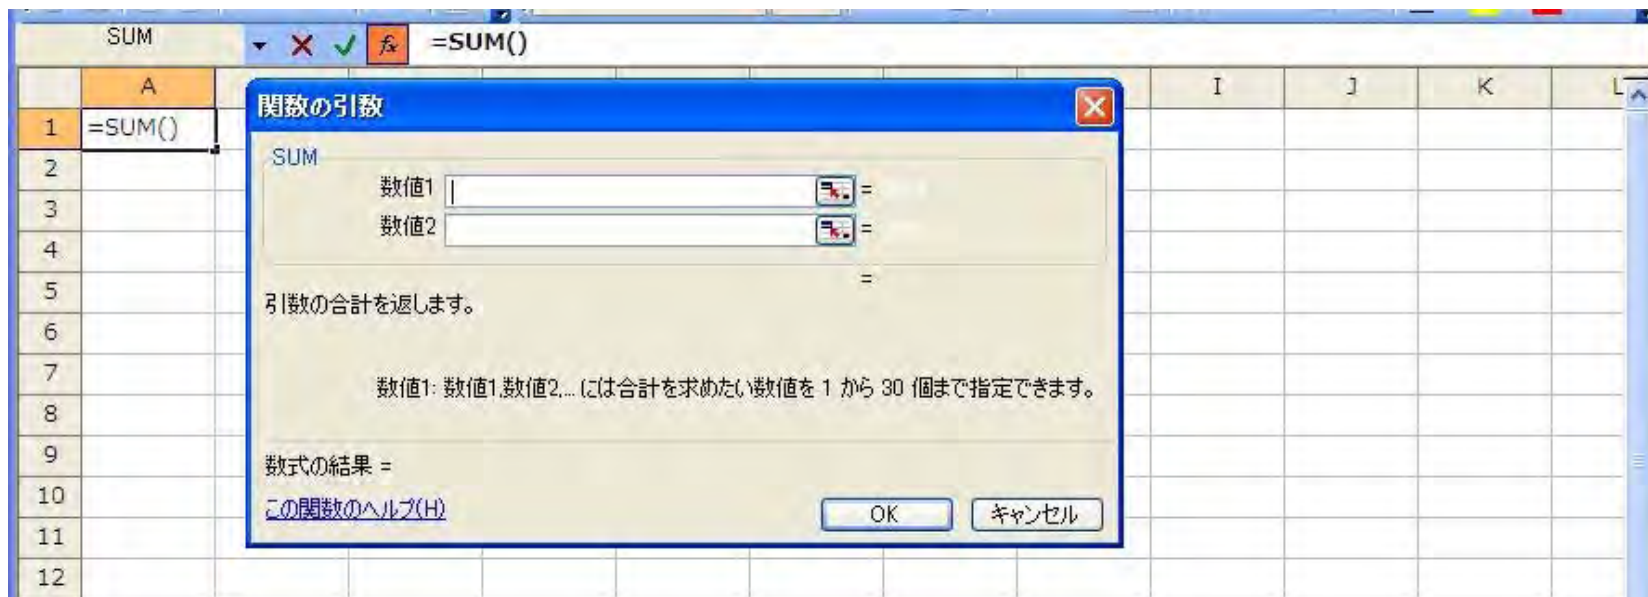 SUM
=SUM()
A I J K L
1 =SUM()
2
3
4
5
6
7
8
9
10
11
12
関数の引数
SUM
数値1 =
数値2 =
=
引数の合計を返します。
数値1: 数値1,数値2,... には合計を求めたい数値を 1 から 30 個まで指定できます。
数式の結果 =
この関数のヘルプ(H)
OK キャンセル